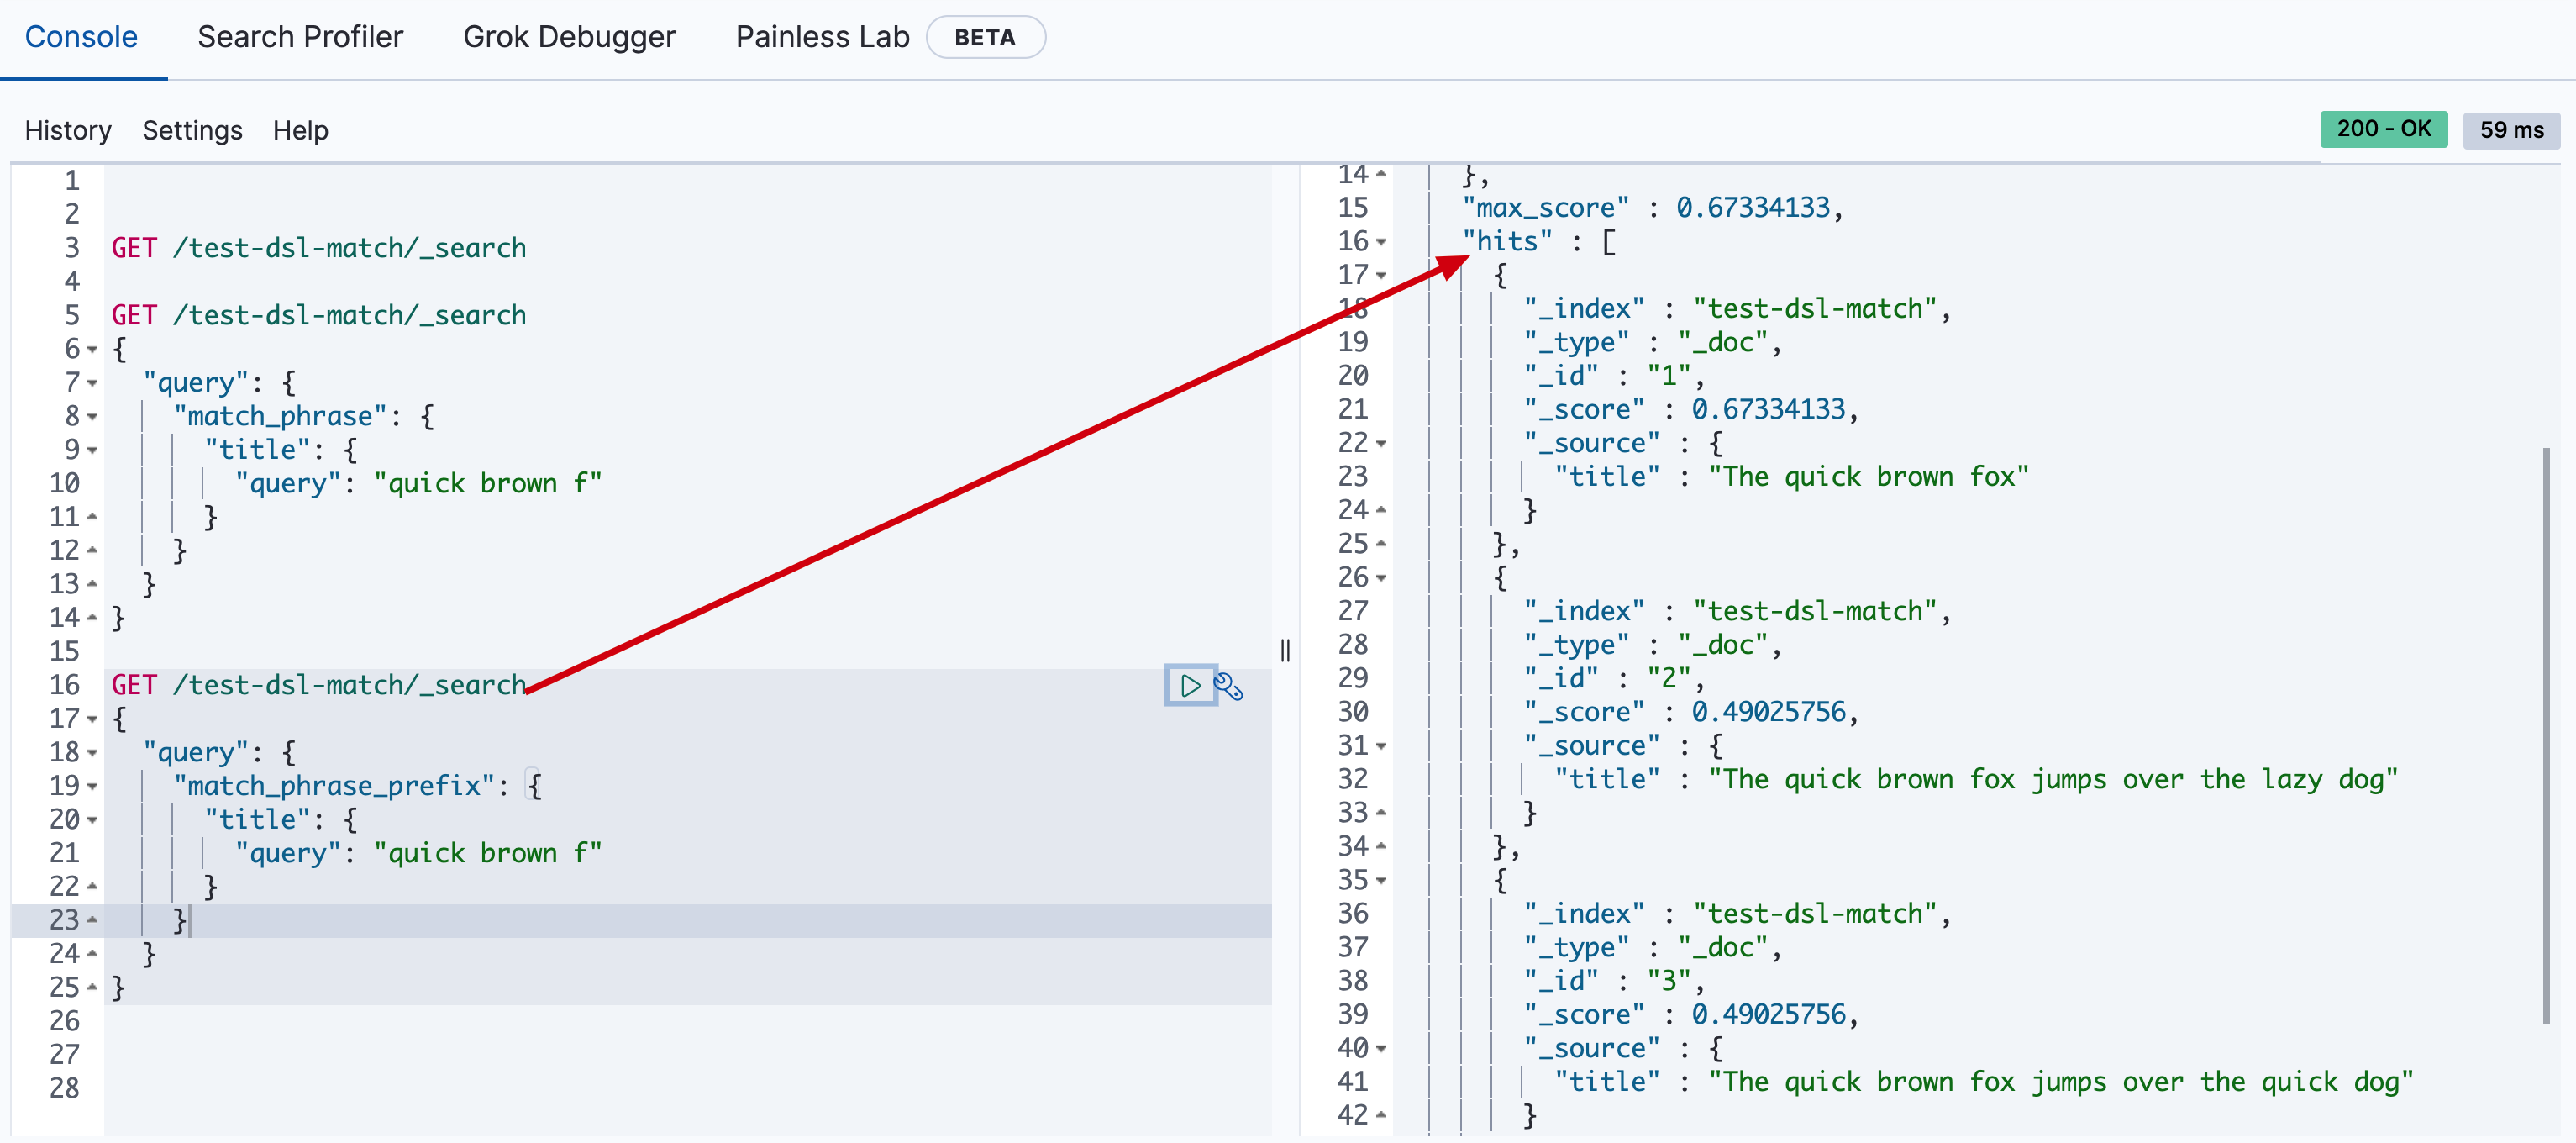 Console Search Profiler Grok Debugger Painless Lab BETA
History Settings Help
200 - OK 59 ms
1
2
3 GET /test-dsl-match/_search
4
5 GET /test-dsl-match/_search
6 {
7 "query": {
8 "match_phrase": {
9 "title": {
10 "query": "quick brown f"
11 }
12 }
13 }
14 }
15
16 GET /test-dsl-match/_search
17 {
18 "query": {
19 "match_phrase_prefix": {
20 "title": {
21 "query": "quick brown f"
22 }
23 }
24 }
25 }
26
27
28
14 },
15 "max_score" : 0.67334133,
16 "hits" : [
17 {
18 "_index" : "test-dsl-match",
19 "_type" : "_doc",
20 "_id" : "1",
21 "_score" : 0.67334133,
22 "_source" : {
23 "title" : "The quick brown fox"
24 }
25 },
26 {
27 "_index" : "test-dsl-match",
28 "_type" : "_doc",
29 "_id" : "2",
30 "_score" : 0.49025756,
31 "_source" : {
32 "title" : "The quick brown fox jumps over the lazy dog"
33 }
34 },
35 {
36 "_index" : "test-dsl-match",
37 "_type" : "_doc",
38 "_id" : "3",
39 "_score" : 0.49025756,
40 "_source" : {
41 "title" : "The quick brown fox jumps over the quick dog"
42 }